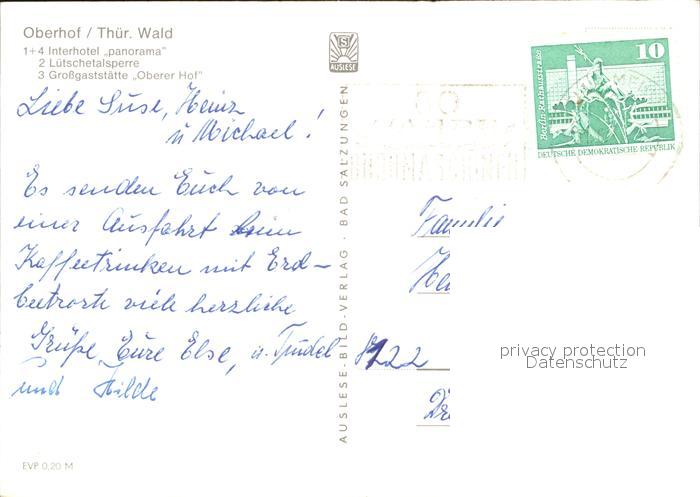 Oberhof / Thür. Wald
1+4 Interhotel „panorama"
2 Lütschetalsperre
3 Großgaststätte „Oberer Hof"
AUSLESE
Liebe Suse, Heinz
u Michael!
Es senden Euch von
einer Ausfahrt beim
Kaffeetrinken mit Erd-
beertorte viele herzliche
Grüße Eure Else, u. Trudel
und Hilde
EVP 0,20 M
AUSLESE-BILD-VERLAG · BAD SALZUNGEN
10
Berlin · Rathausstraße
DEUTSCHE DEMOKRATISCHE REPUBLIK
Familie
122
privacy protection
Datenschutz